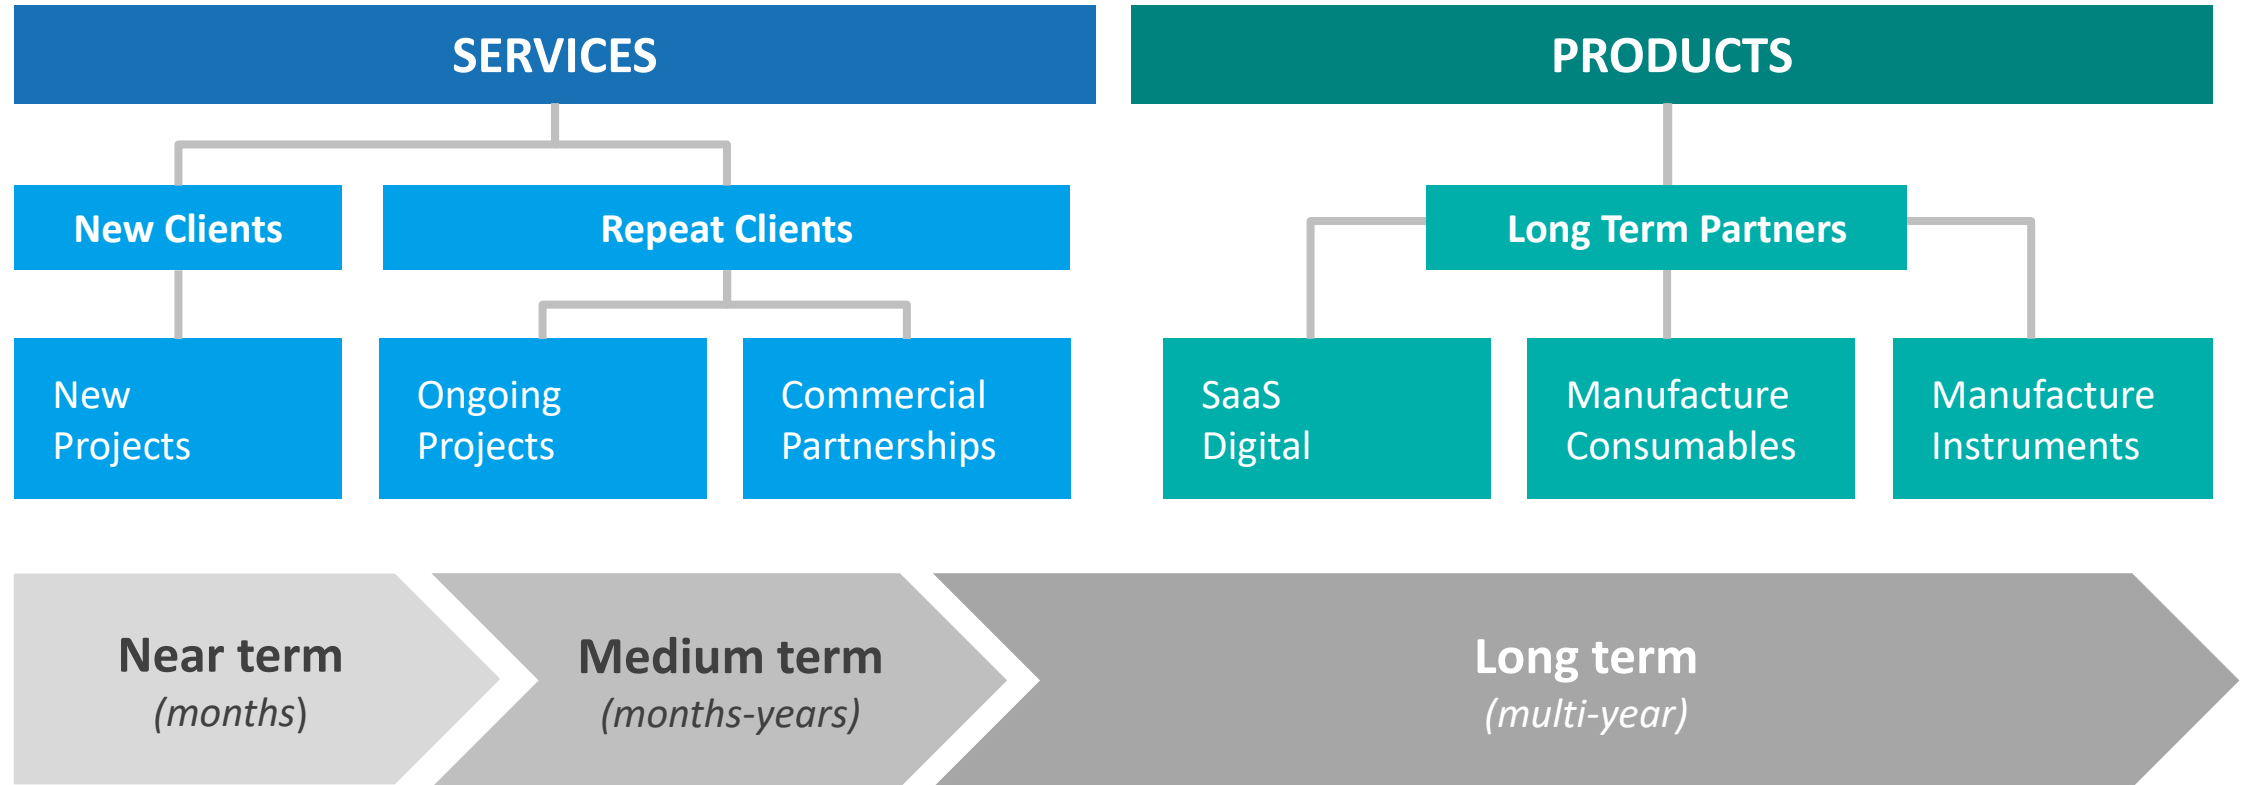 SERVICES
PRODUCTS
New Clients
Repeat Clients
Long Term Partners
New
Projects
Ongoing
Projects
Commercial
Partnerships
SaaS
Digital
Manufacture
Consumables
Manufacture
Instruments
Near term
(months)
Medium term
(months-years)
Long term
(multi-year)